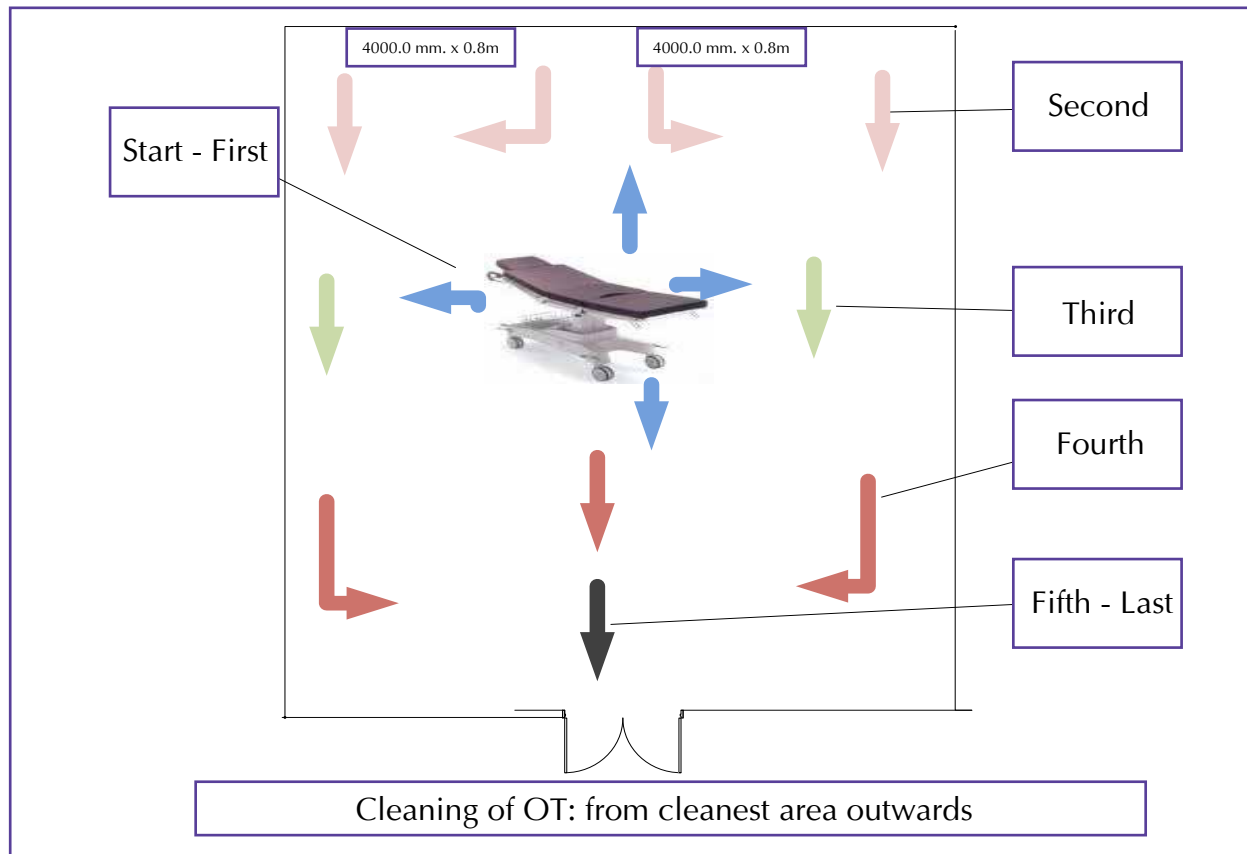 4000.0 mm. x 0.8m
4000.0 mm. x 0.8m
Second
Start - First
Third
Fourth
Fifth - Last
Cleaning of OT: from cleanest area outwards